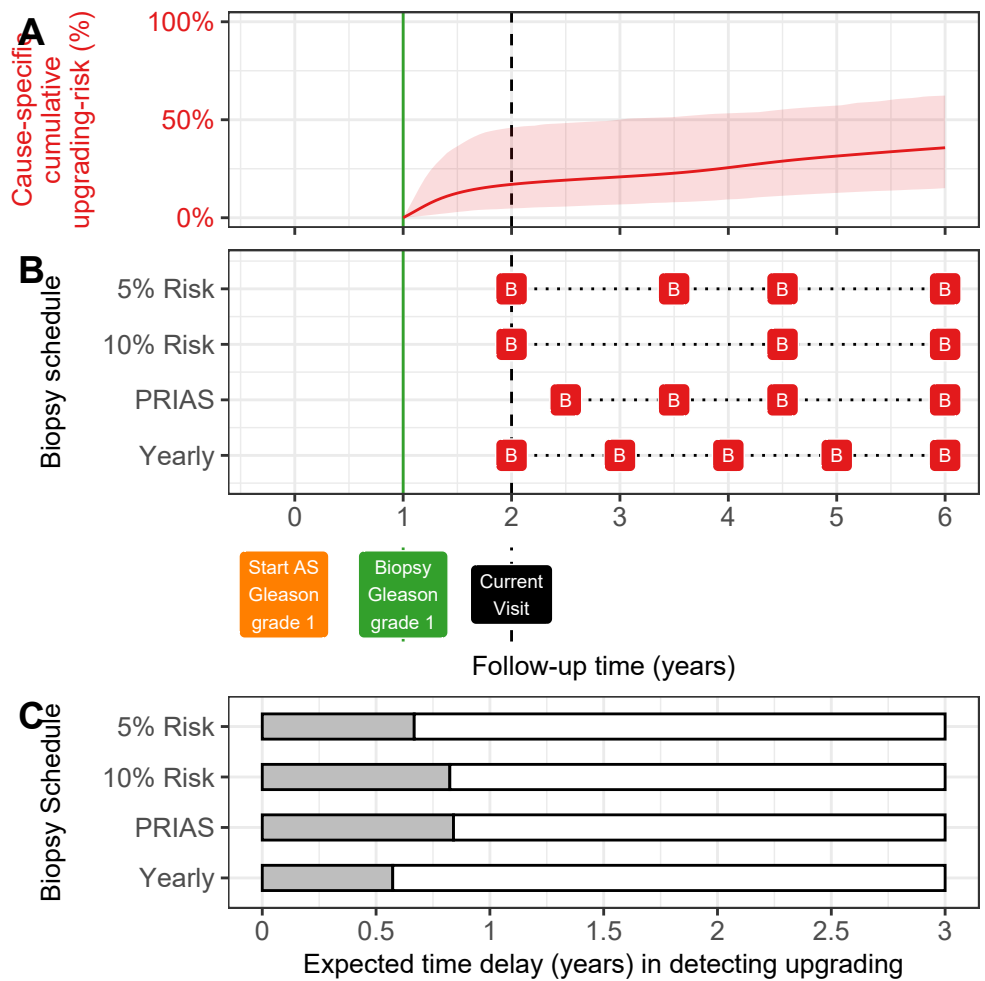 A
Cause-specific
cumulative
upgrading-risk (%)
100%
50%
0%
B
Biopsy schedule
5% Risk
B B B B
10% Risk
B B B
PRIAS
B B B B
Yearly
B B B B B
0 1 2 3 4 5 6
Start AS
Gleason
grade 1
Biopsy
Gleason
grade 1
Current
Visit
Follow-up time (years)
C
Biopsy Schedule
5% Risk
10% Risk
PRIAS
Yearly
0 0.5 1 1.5 2 2.5 3
Expected time delay (years) in detecting upgrading